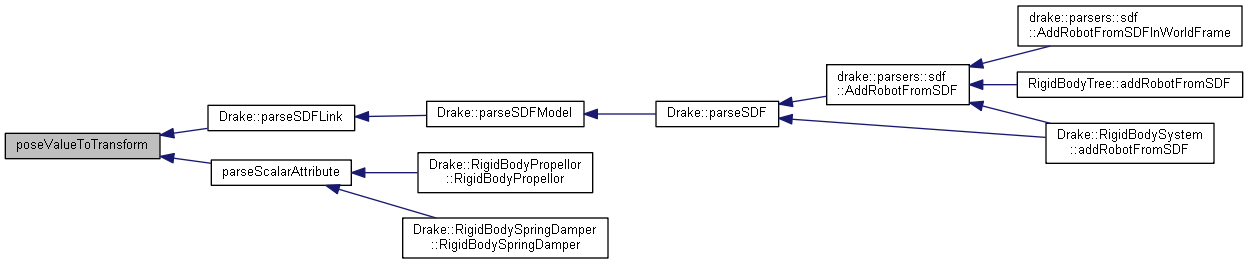 poseValueToTransform
Drake::parseSDFLink
Drake::parseSDFModel
Drake::parseSDF
drake::parsers::sdf
::AddRobotFromSDF
drake::parsers::sdf
::AddRobotFromSDFInWorldFrame
RigidBodyTree::addRobotFromSDF
Drake::RigidBodySystem
::addRobotFromSDF
parseScalarAttribute
Drake::RigidBodyPropellor
::RigidBodyPropellor
Drake::RigidBodySpringDamper
::RigidBodySpringDamper